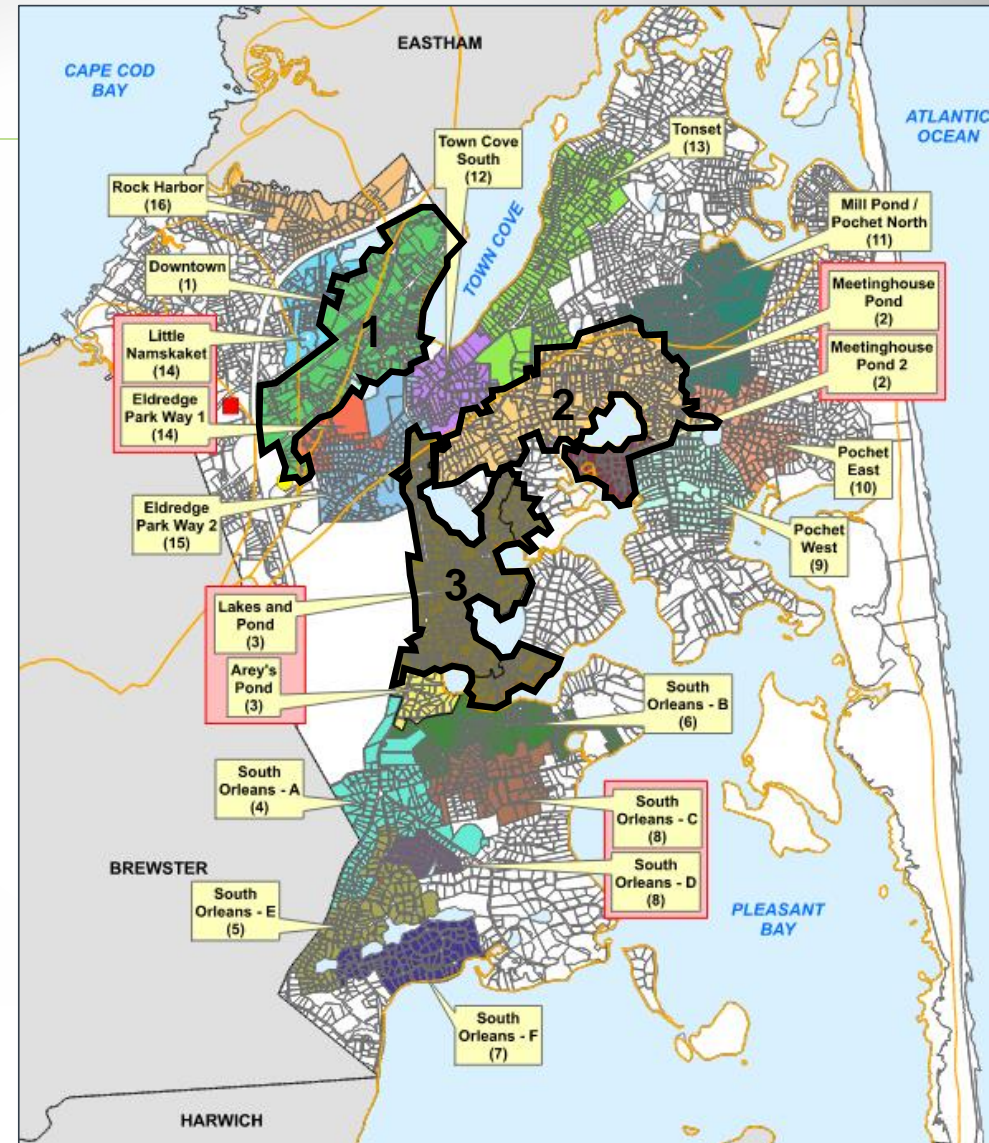 EASTHAM
CAPE COD
BAY
ATLANTIC
OCEAN
Town Cove
South
(12)
Tonset
(13)
Rock Harbor
(16)
TOWN COVE
Mill Pond /
Pochet North
(11)
Downtown
(1)
Meetinghouse
Pond
(2)
Little
Namskaket
(14)
1
Meetinghouse
Pond 2
(2)
Eldredge
Park Way 1
(14)
2
Pochet
East
(10)
Eldredge
Park Way 2
(15)
Pochet
West
(9)
Lakes and
Pond
(3)
3
Arey's
Pond
(3)
South
Orleans - B
(6)
South
Orleans - A
(4)
South
Orleans - C
(8)
BREWSTER
South
Orleans - D
(8)
South
Orleans - E
(5)
PLEASANT
BAY
South
Orleans - F
(7)
HARWICH